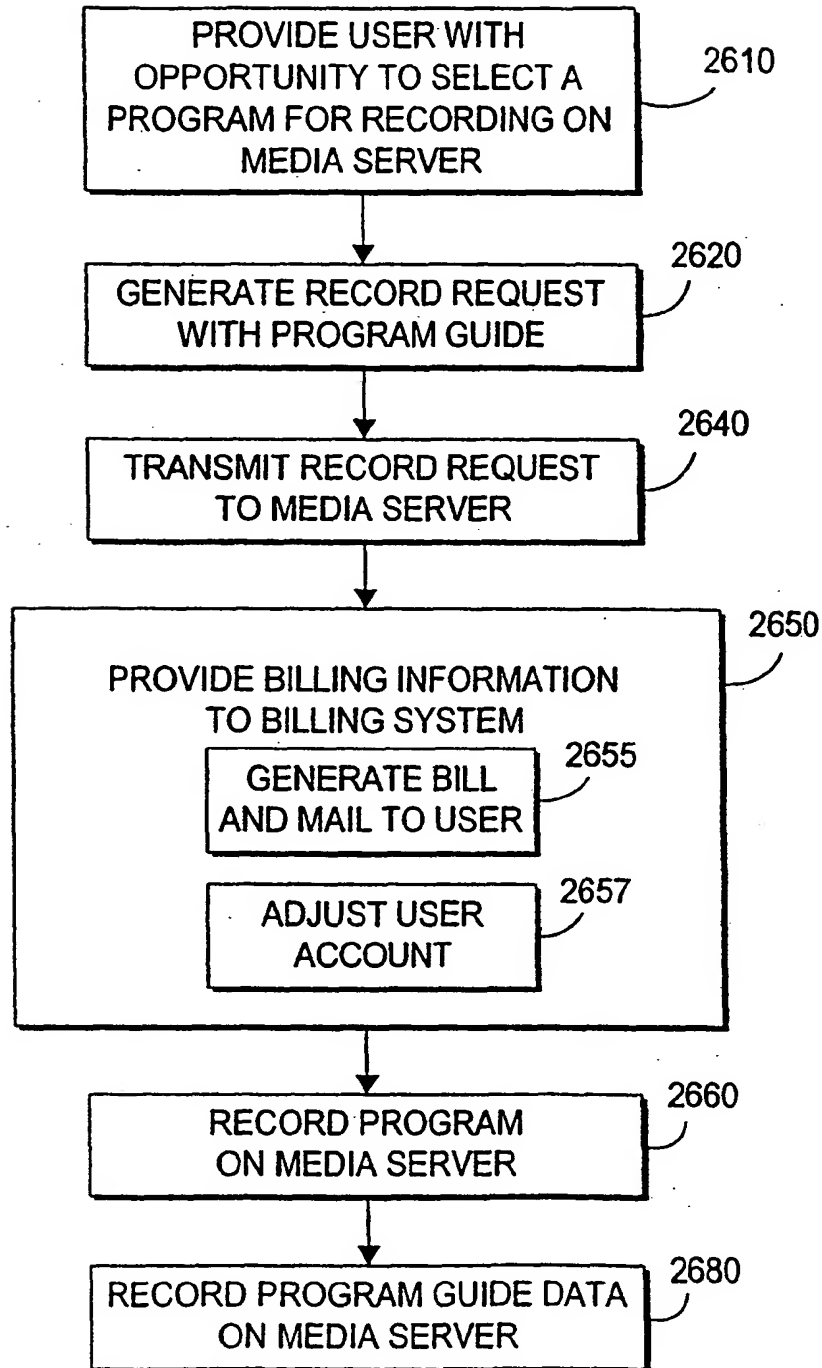 PROVIDE USER WITH
OPPORTUNITY TO SELECT A
PROGRAM FOR RECORDING ON
MEDIA SERVER
2610
GENERATE RECORD REQUEST
WITH PROGRAM GUIDE
2620
TRANSMIT RECORD REQUEST
TO MEDIA SERVER
2640
PROVIDE BILLING INFORMATION
TO BILLING SYSTEM
2650
GENERATE BILL
AND MAIL TO USER
2655
ADJUST USER
ACCOUNT
2657
RECORD PROGRAM
ON MEDIA SERVER
2660
RECORD PROGRAM GUIDE DATA
ON MEDIA SERVER
2680